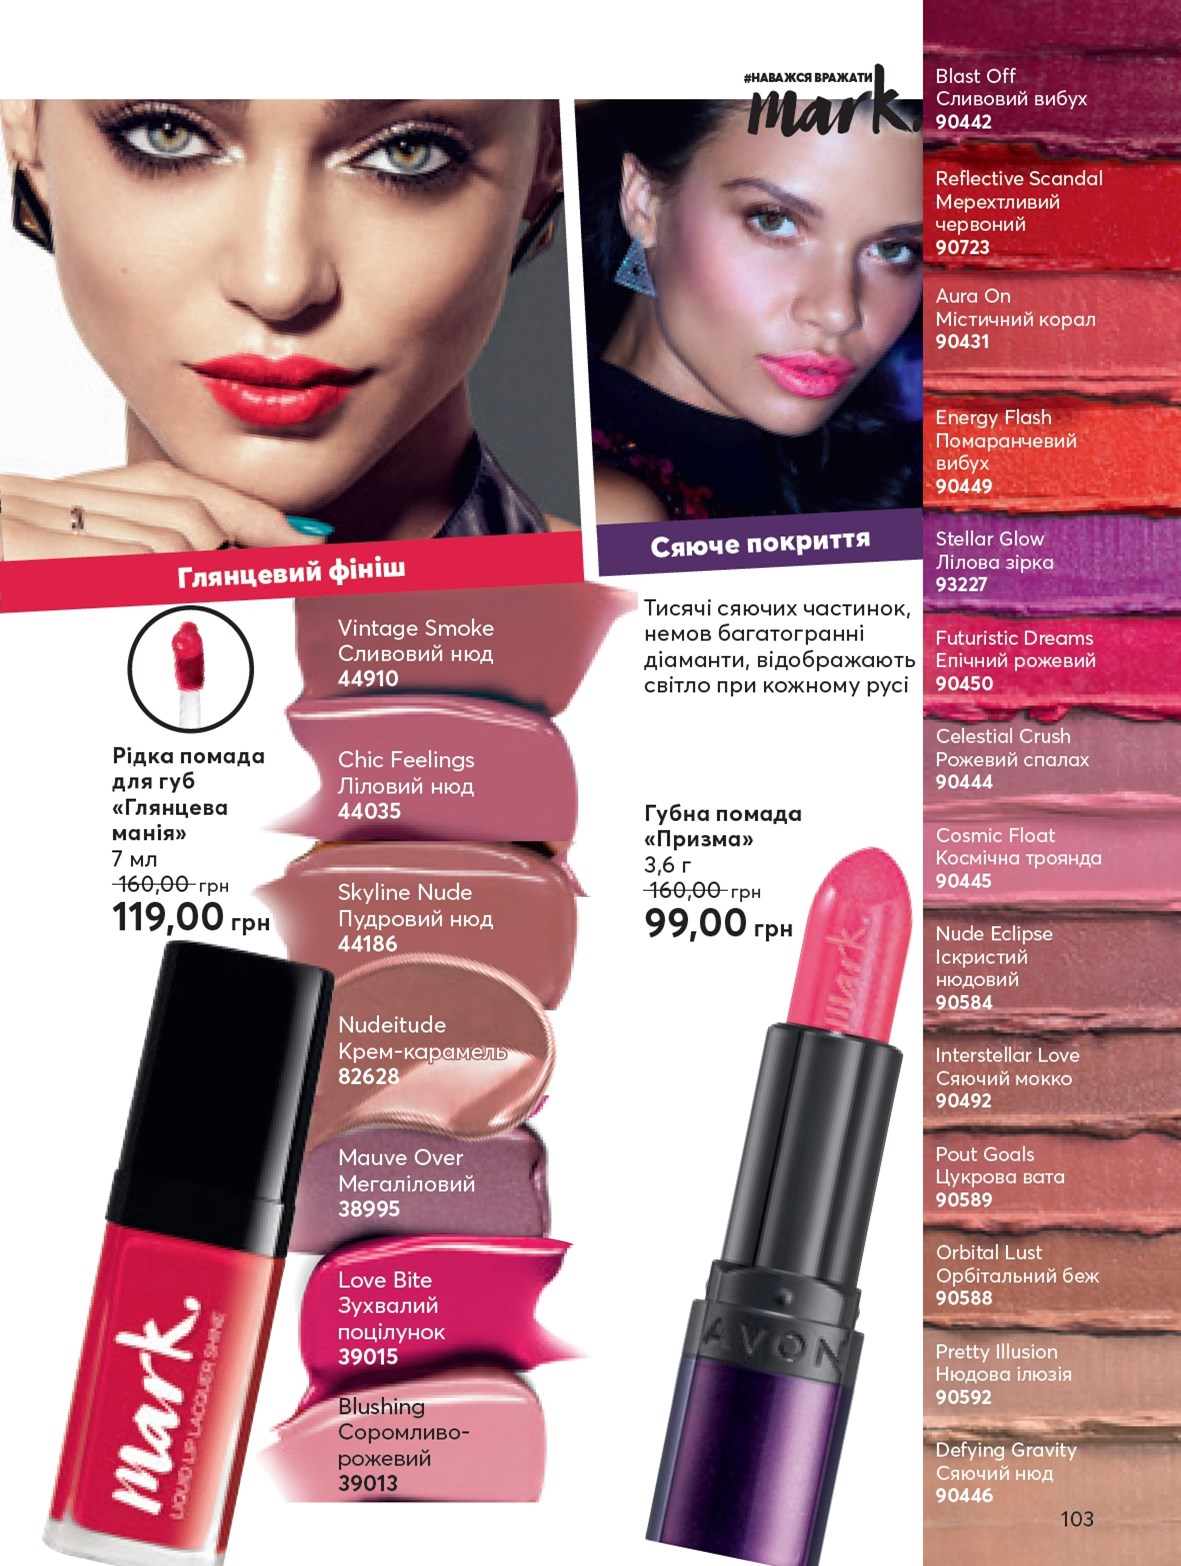 #НАВАЖСЯ ВРАЖАТИ
mark.
Глянцевий фініш
Сяюче покриття
Рідка помада
для губ
«Глянцева
манія»
7 мл
160,00 грн
119,00 грн
Vintage Smoke
Сливовий нюд
44910
Chic Feelings
Ліловий нюд
44035
Skyline Nude
Пудровий нюд
44186
Nudeitude
Крем-карамель
82628
Mauve Over
Мегаліловий
38995
Love Bite
Зухвалий
поцілунок
39015
Blushing
Соромливо-
рожевий
39013
mark.
LIQUID LIP LACQUER SHINE
Тисячі сяючих частинок,
немов багатогранні
діаманти, відображають
світло при кожному русі
Губна помада
«Призма»
3,6 г
160,00 грн
99,00 грн
mark.
AVON
Blast Off
Сливовий вибух
90442
Reflective Scandal
Мерехтливий
червоний
90723
Aura On
Містичний корал
90431
Energy Flash
Помаранчевий
вибух
90449
Stellar Glow
Лілова зірка
93227
Futuristic Dreams
Епічний рожевий
90450
Celestial Crush
Рожевий спалах
90444
Cosmic Float
Космічна троянда
90445
Nude Eclipse
Іскристий
нюдовий
90584
Interstellar Love
Сяючий мокко
90492
Pout Goals
Цукрова вата
90589
Orbital Lust
Орбітальний беж
90588
Pretty Illusion
Нюдова ілюзія
90592
Defying Gravity
Сяючий нюд
90446
103